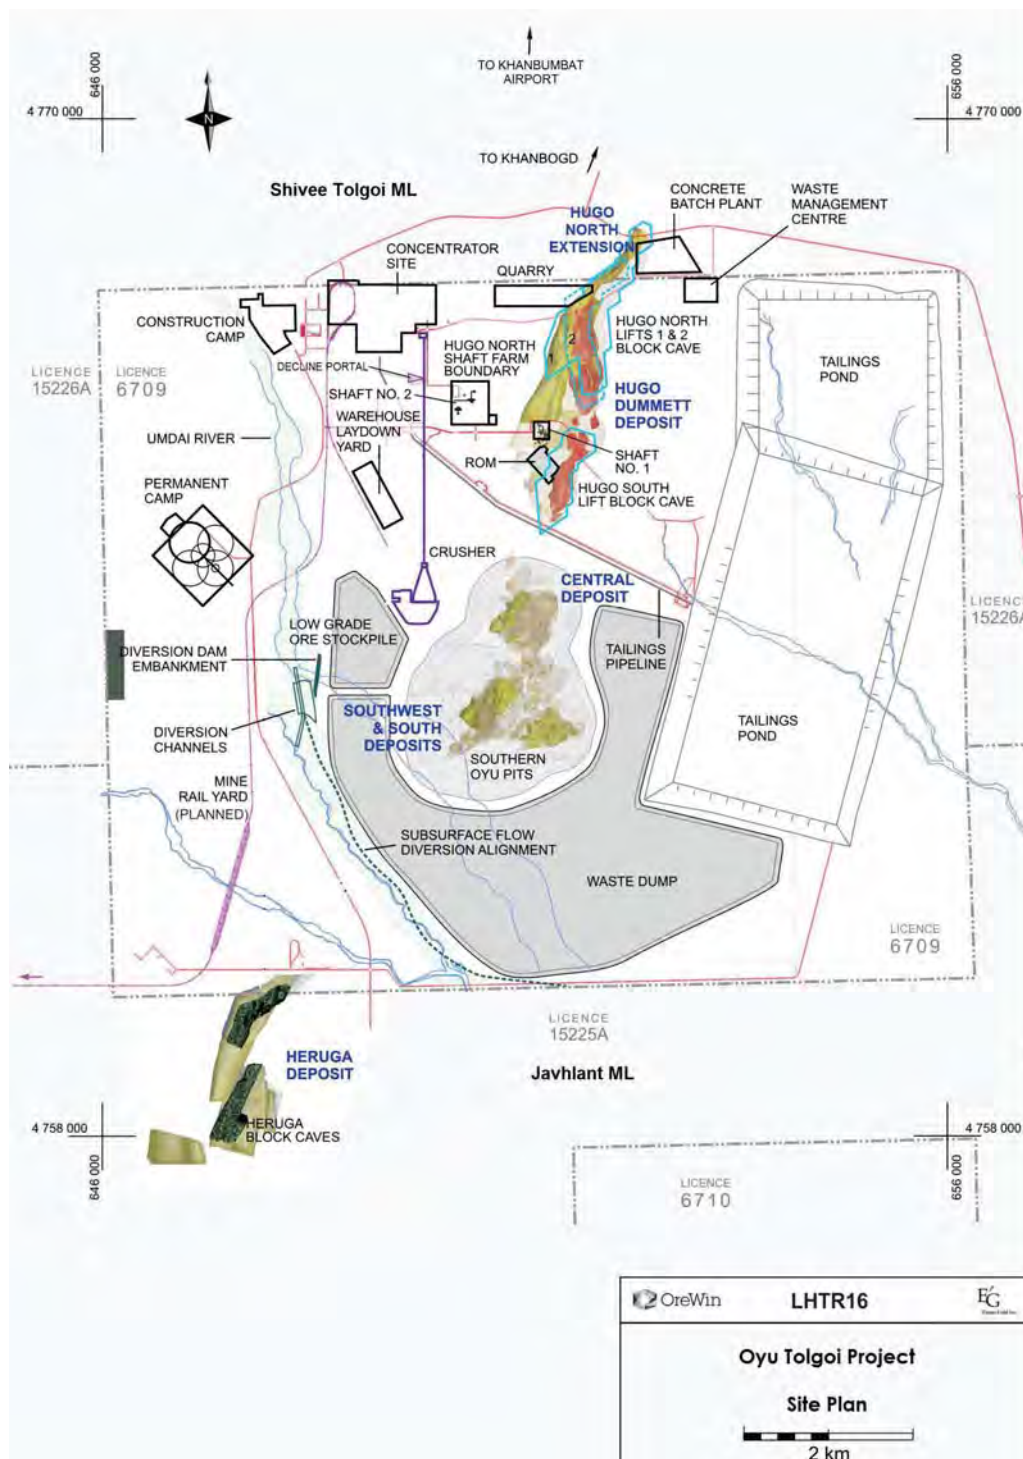 TO KHANBUMBAT
AIRPORT
646 000
656 000
4 770 000
4 770 000
N
TO KHANBOGD
Shivee Tolgoi ML
CONCRETE
BATCH PLANT
WASTE
MANAGEMENT
CENTRE
HUGO
NORTH
EXTENSION
CONCENTRATOR
SITE
QUARRY
CONSTRUCTION
CAMP
HUGO NORTH
SHAFT FARM
BOUNDARY
HUGO NORTH
LIFTS 1 & 2
BLOCK CAVE
1
2
TAILINGS
POND
LICENCE
15226A
LICENCE
6709
DECLINE PORTAL
SHAFT NO. 2
HUGO
DUMMETT
DEPOSIT
WAREHOUSE
LAYDOWN
YARD
UMDAI RIVER
ROM
SHAFT
NO. 1
HUGO SOUTH
LIFT BLOCK CAVE
PERMANENT
CAMP
CRUSHER
CENTRAL
DEPOSIT
LICENCE
15226A
LOW GRADE
ORE STOCKPILE
DIVERSION DAM
EMBANKMENT
TAILINGS
PIPELINE
SOUTHWEST
& SOUTH
DEPOSITS
DIVERSION
CHANNELS
TAILINGS
POND
SOUTHERN
OYU PITS
MINE
RAIL YARD
(PLANNED)
SUBSURFACE FLOW
DIVERSION ALIGNMENT
WASTE DUMP
LICENCE
6709
LICENCE
15225A
HERUGA
DEPOSIT
Javhlant ML
HERUGA
BLOCK CAVES
4 758 000
4 758 000
646 000
656 000
LICENCE
6710
OreWin
LHTR16
EG
Oyu Tolgoi Project
Site Plan
2 km